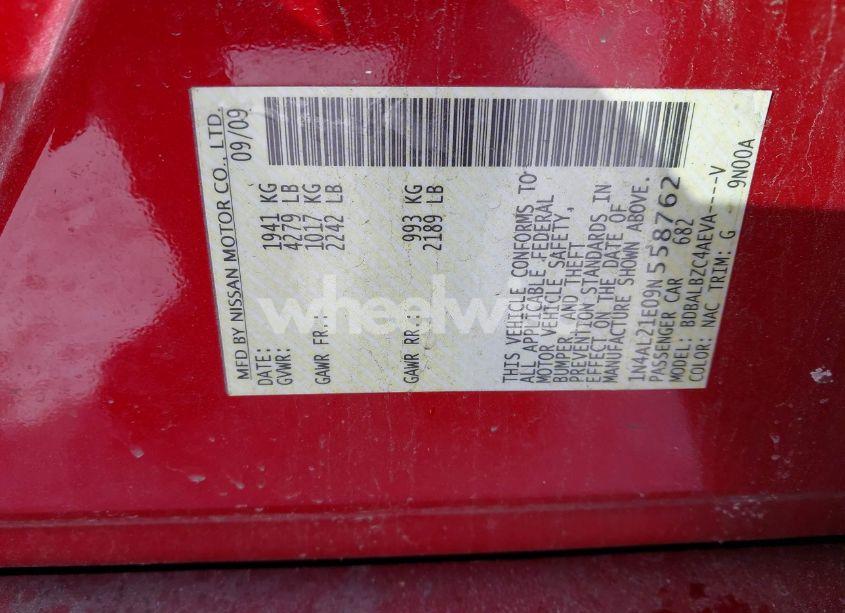 MFD BY NISSAN MOTOR CO., LTD.
DATE: 09/09
GVWR: 1941 KG
4279 LB
GAWR FR.: 1017 KG
2242 LB
GAWR RR.: 993 KG
2189 LB
THIS VEHICLE CONFORMS TO
ALL APPLICABLE FEDERAL
MOTOR VEHICLE SAFETY,
BUMPER, AND THEFT
PREVENTION STANDARDS IN
EFFECT ON THE DATE OF
MANUFACTURE SHOWN ABOVE.
1N4AL21E09N558762
PASSENGER CAR 682
MODEL: BDBALBZC4AEVA-----V
COLOR: NAC TRIM: G 9N00A